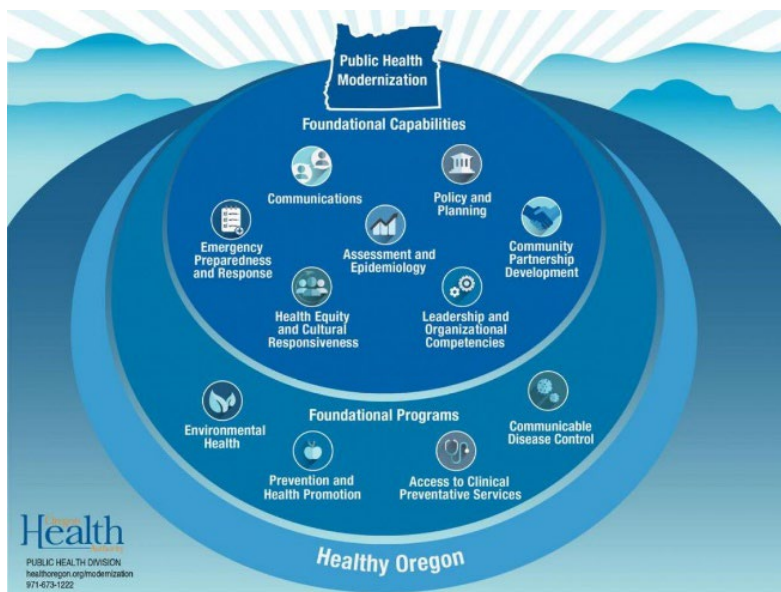 Public Health
Modernization
Foundational Capabilities
Communications
Policy and
Planning
Emergency
Preparedness
and Response
Assessment and
Epidemiology
Community
Partnership
Development
Health Equity
and Cultural
Responsiveness
Leadership and
Organizational
Competencies
Foundational Programs
Environmental
Health
Communicable
Disease Control
Prevention and
Health Promotion
Access to Clinical
Preventative Services
Healthy Oregon
Oregon
Health
Authority
PUBLIC HEALTH DIVISION
healthoregon.org/modernization
971-673-1222